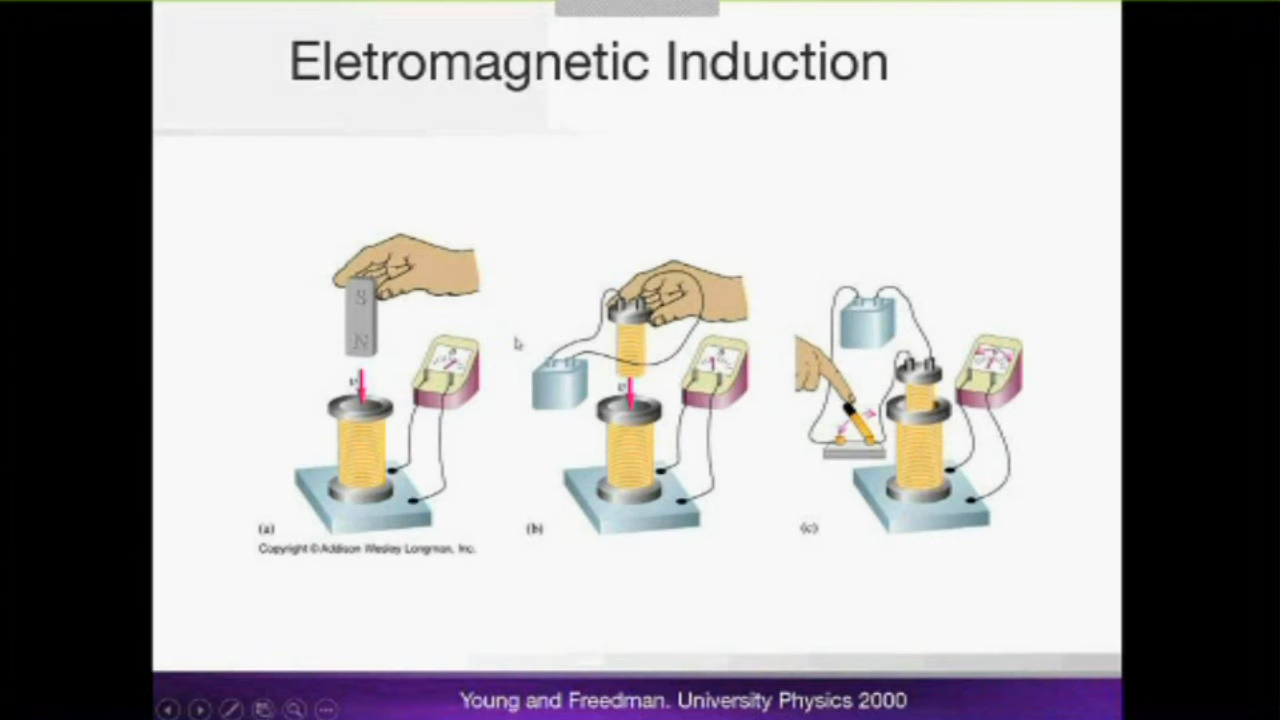 Eletromagnetic Induction
S
N
v
v
(a)
(b)
(c)
Copyright © Addison Wesley Longman, Inc.
Young and Freedman. University Physics 2000